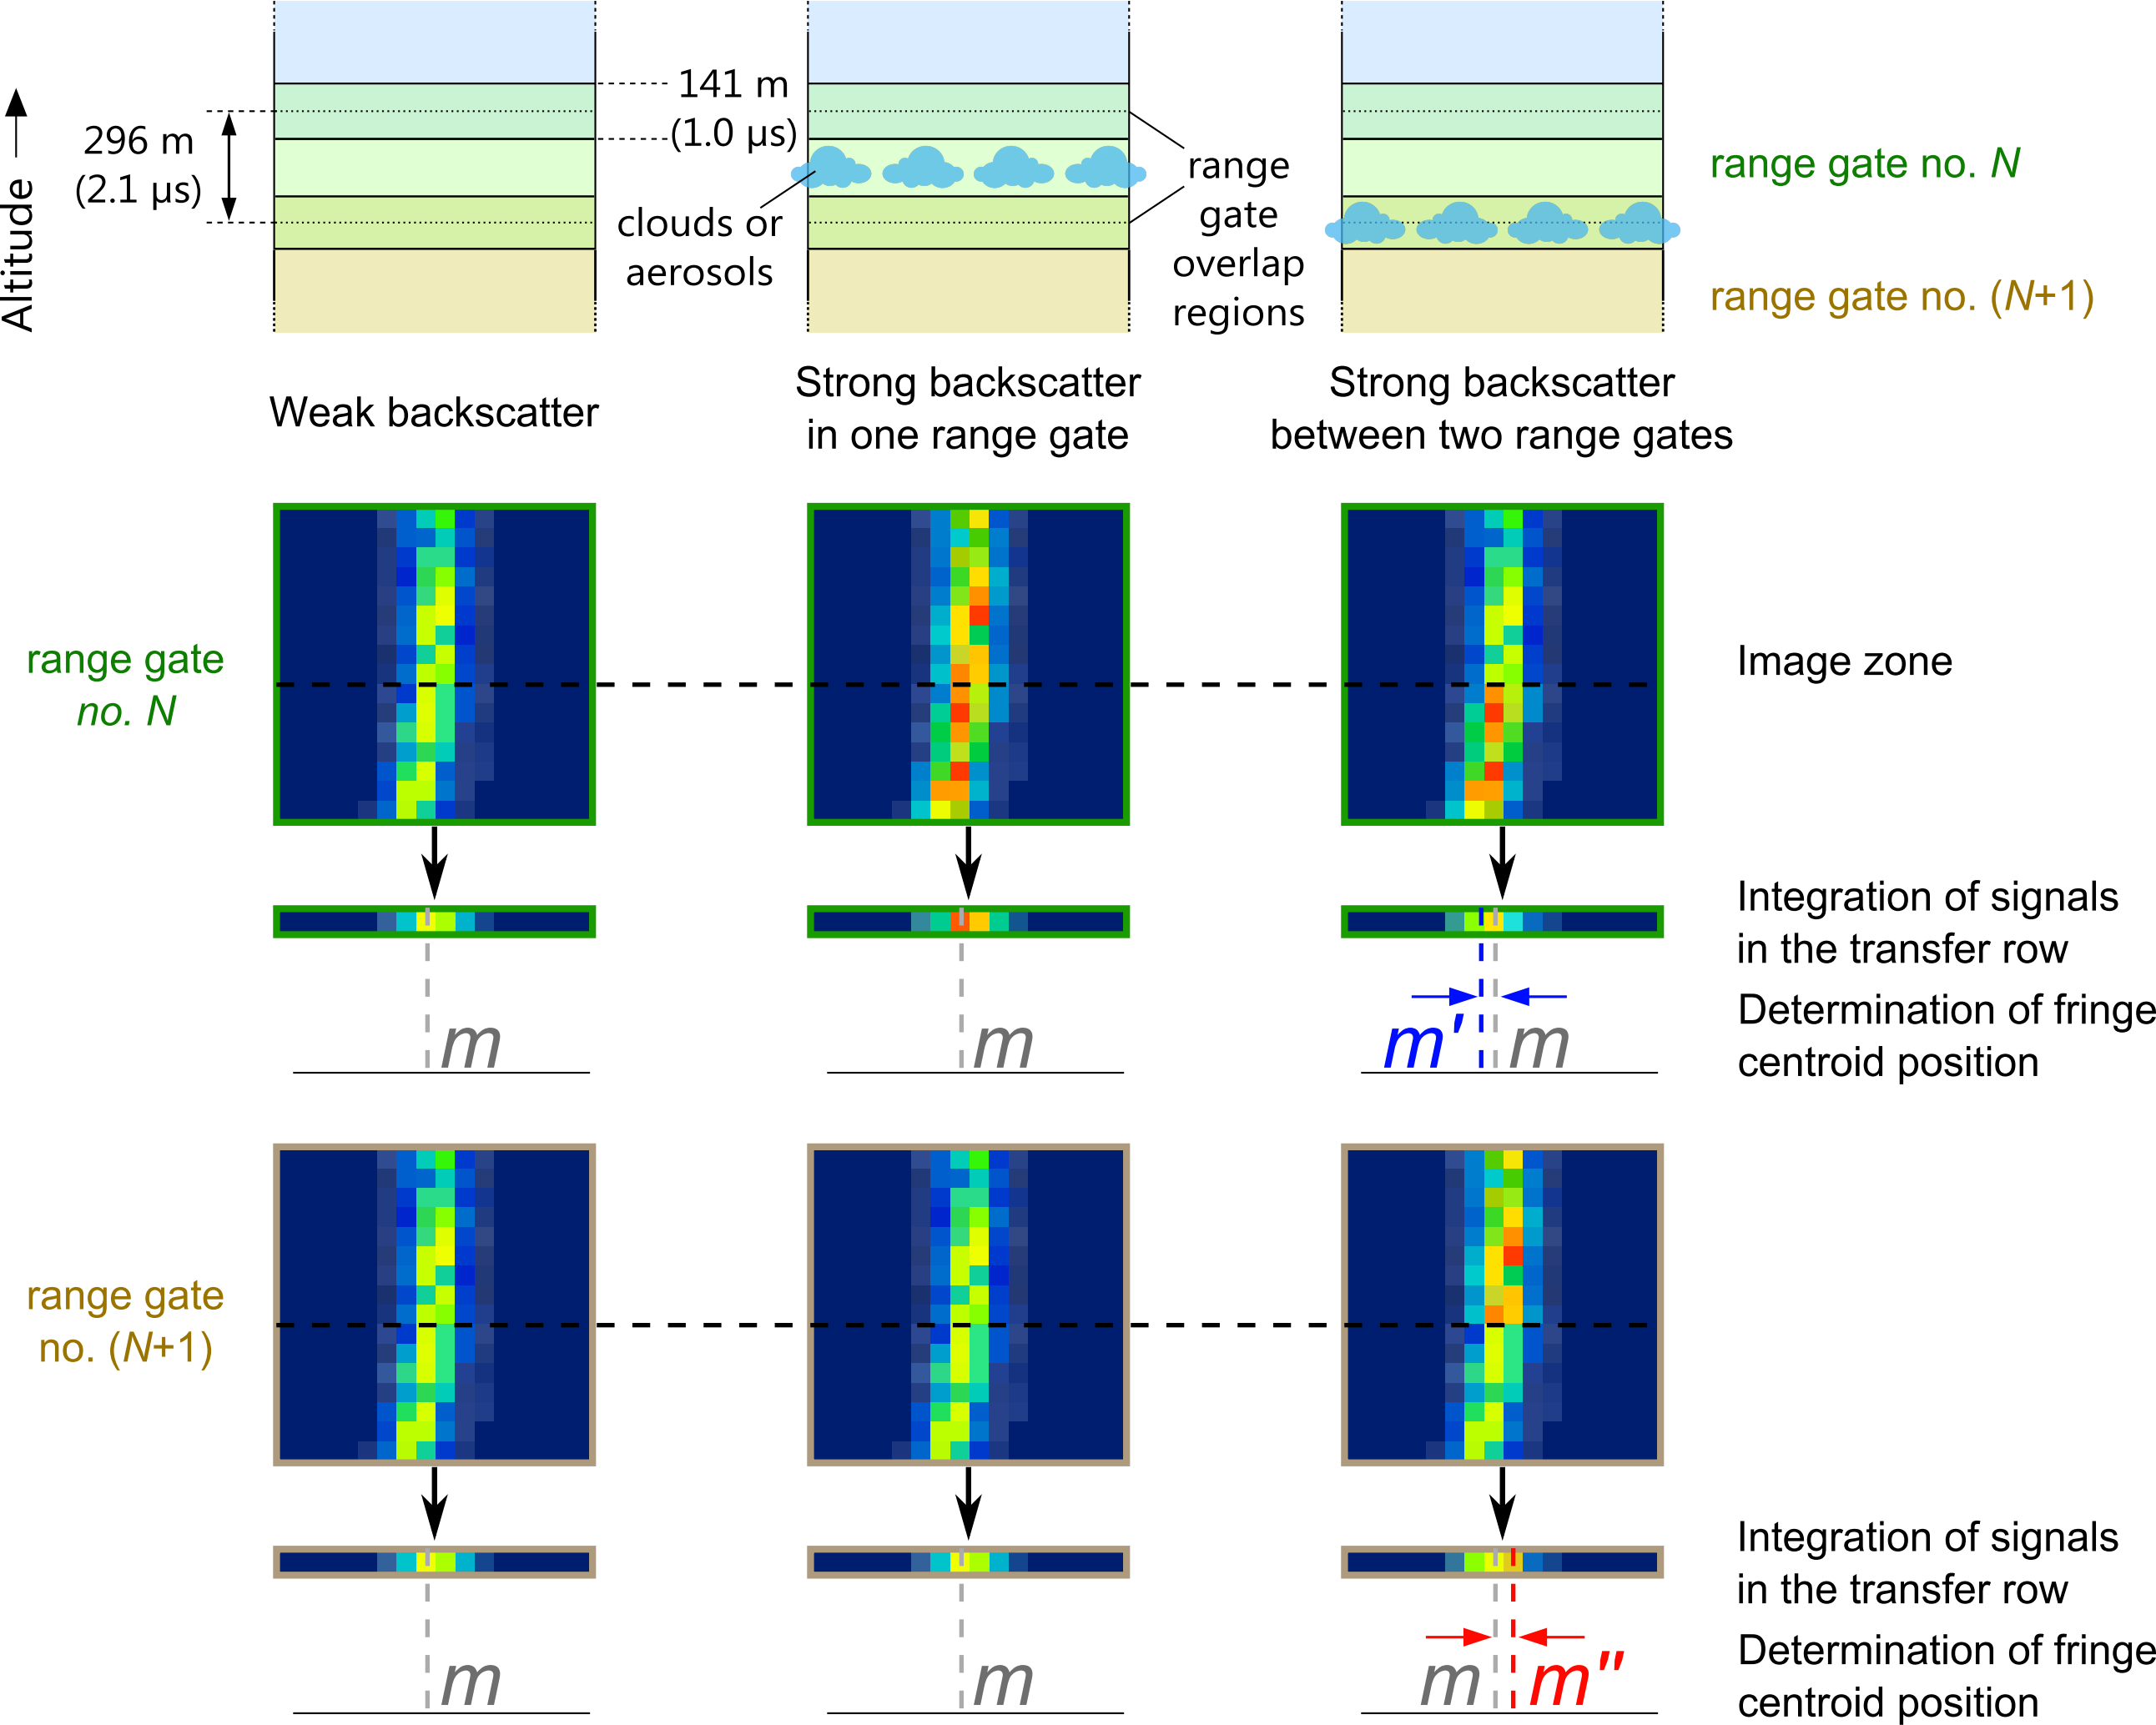 Altitude
296 m
(2.1 µs)
141 m
(1.0 µs)
clouds or
aerosols
range
gate
overlap
regions
range gate no. N
range gate no. (N+1)
Weak backscatter
Strong backscatter
in one range gate
Strong backscatter
between two range gates
range gate
no. N
Image zone
Integration of signals
in the transfer row
Determination of fringe
centroid position
m
m
m' m
range gate
no. (N+1)
Integration of signals
in the transfer row
Determination of fringe
centroid position
m
m
m m"